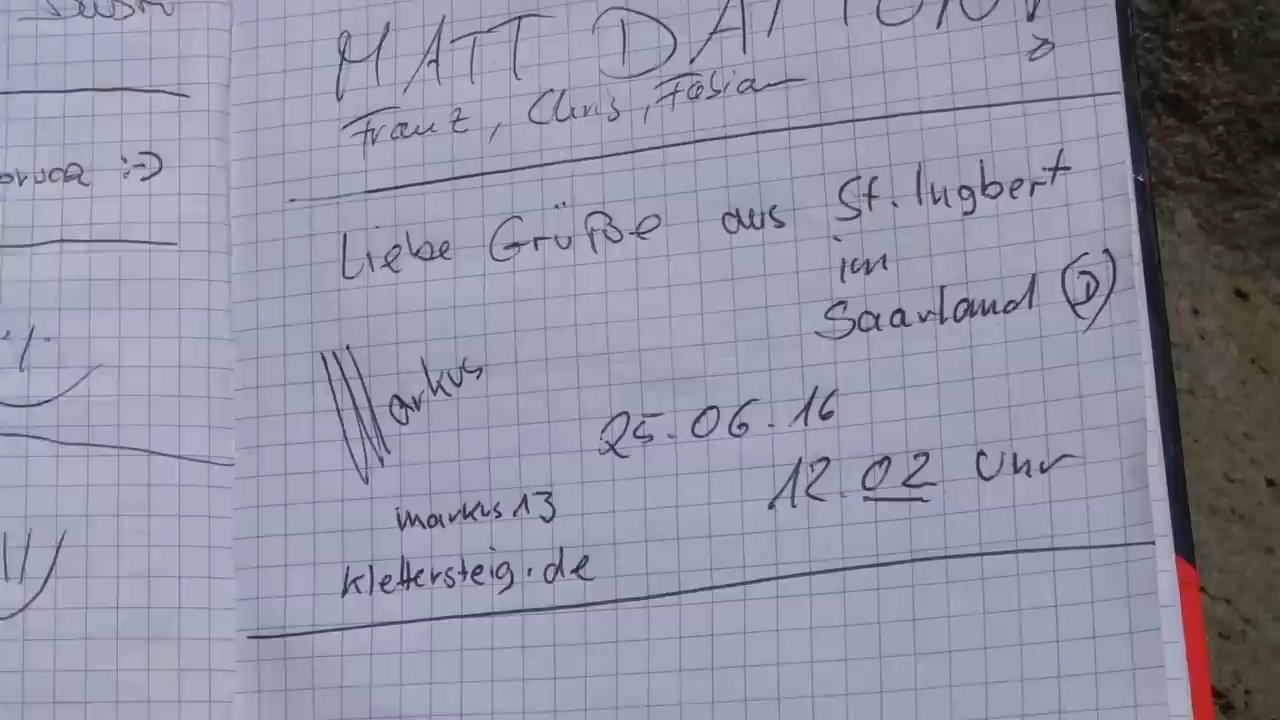 MATT
Franz, Chris, Fabian
Liebe Grüße aus St. Ingbert
im
Saarland (D)
Markus
25.06.16
12.02 Uhr
markus13
klettersteig.de
:-)